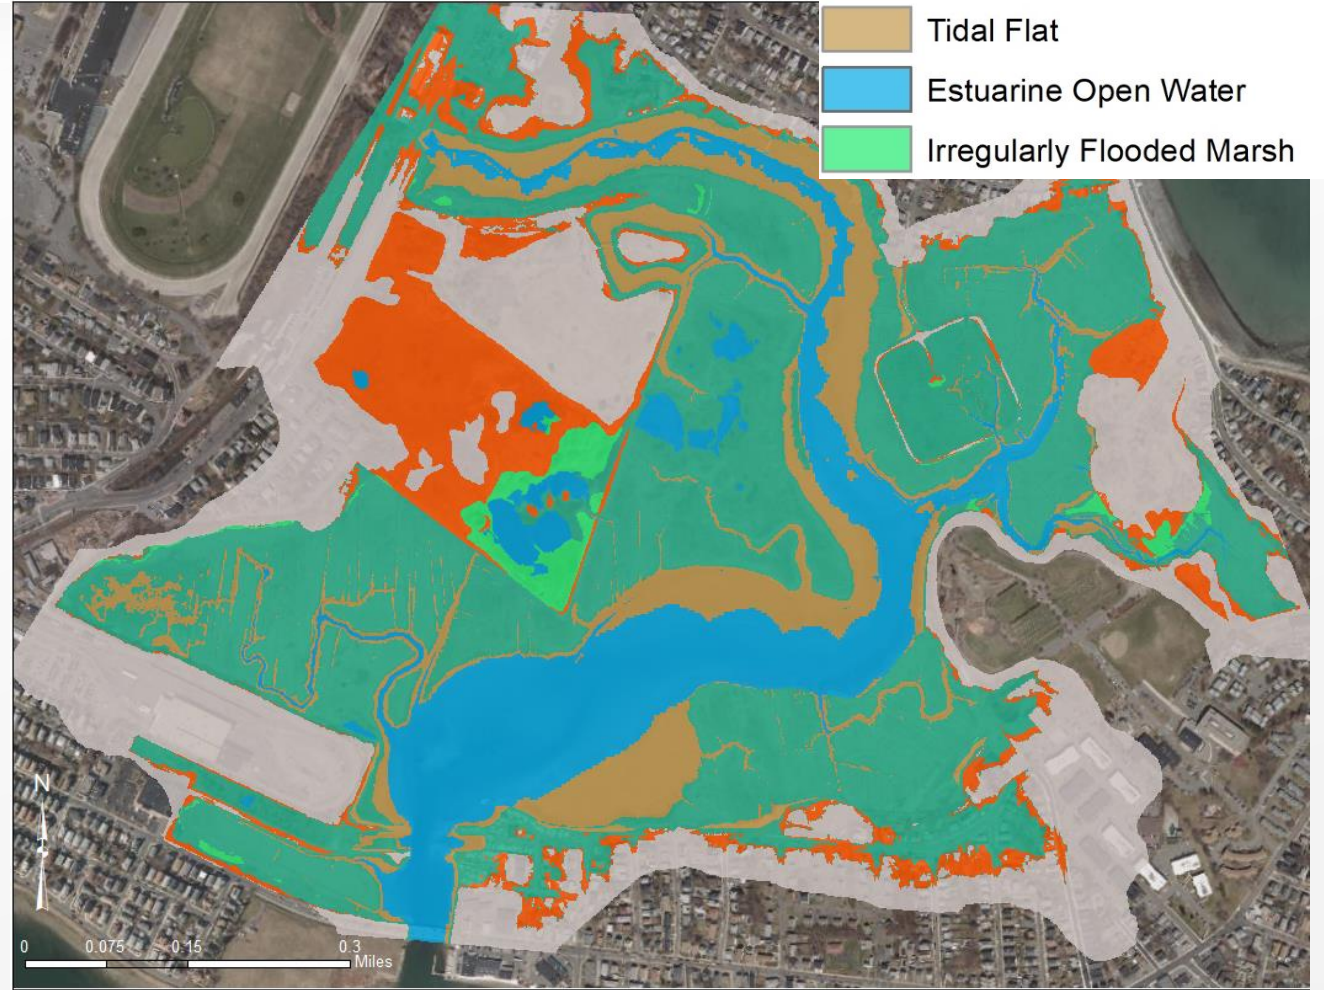 Tidal Flat
Estuarine Open Water
Irregularly Flooded Marsh
N
0 0.075 0.15 0.3
Miles